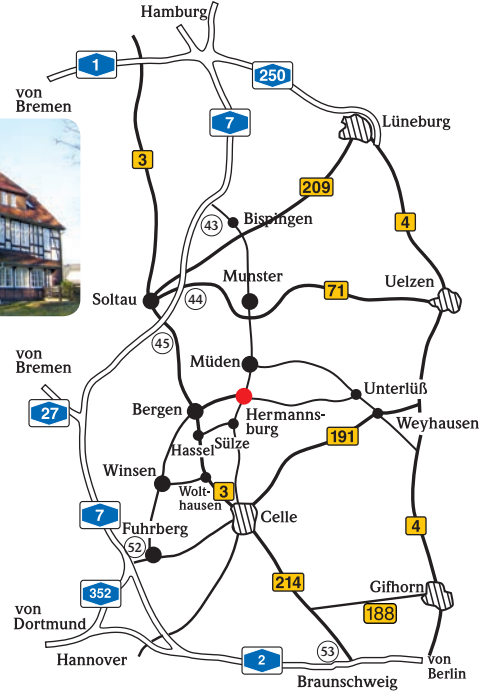 Hamburg
1
250
von
Bremen
7
Lüneburg
3
209
43
Bispingen
4
Munster
Uelzen
Soltau
44
71
45
von
Bremen
Müden
Unterlüß
27
Bergen
Hermanns-
burg
Weyhausen
Hassel
Sülze
191
Winsen
Wolt-
hausen
3
Celle
7
Fuhrberg
52
4
352
214
Gifhorn
188
von
Dortmund
Hannover
2
53
von
Berlin
Braunschweig